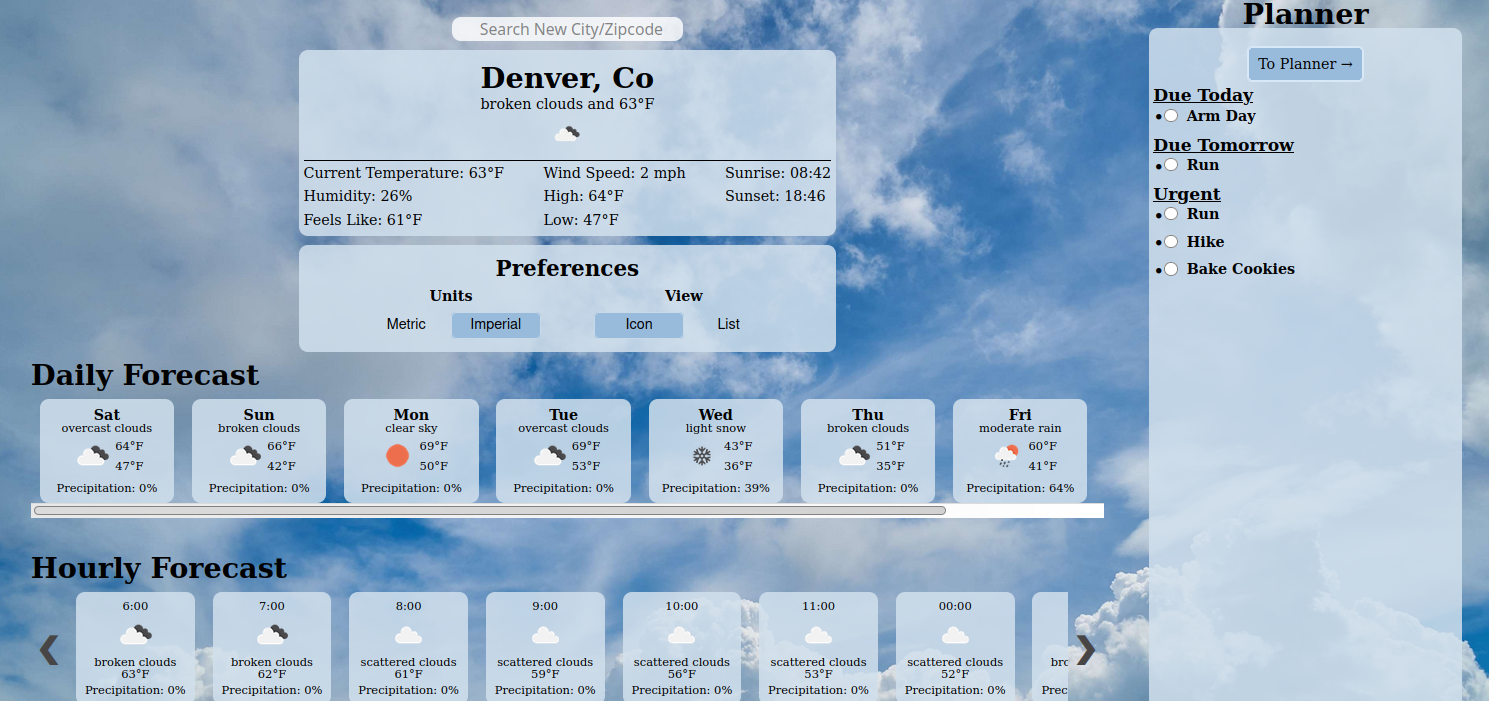 Search New City/Zipcode
Denver, Co
broken clouds and 63°F
Current Temperature: 63°F Wind Speed: 2 mph Sunrise: 08:42
Humidity: 26% High: 64°F Sunset: 18:46
Feels Like: 61°F Low: 47°F
Preferences
Units View
Metric Imperial Icon List
Daily Forecast
Sat Sun Mon Tue Wed Thu Fri
overcast clouds broken clouds clear sky overcast clouds light snow broken clouds moderate rain
64°F 66°F 69°F 69°F 43°F 51°F 60°F
47°F 42°F 50°F 53°F 36°F 35°F 41°F
Precipitation: 0% Precipitation: 0% Precipitation: 0% Precipitation: 0% Precipitation: 39% Precipitation: 0% Precipitation: 64%
Hourly Forecast
6:00 7:00 8:00 9:00 10:00 11:00 00:00
❮ ❯
broken clouds broken clouds scattered clouds scattered clouds scattered clouds scattered clouds scattered clouds bro
63°F 62°F 61°F 59°F 56°F 53°F 52°F
Precipitation: 0% Precipitation: 0% Precipitation: 0% Precipitation: 0% Precipitation: 0% Precipitation: 0% Precipitation: 0% Prec
Planner
To Planner →
Due Today
• Arm Day
Due Tomorrow
• Run
Urgent
• Run
• Hike
• Bake Cookies